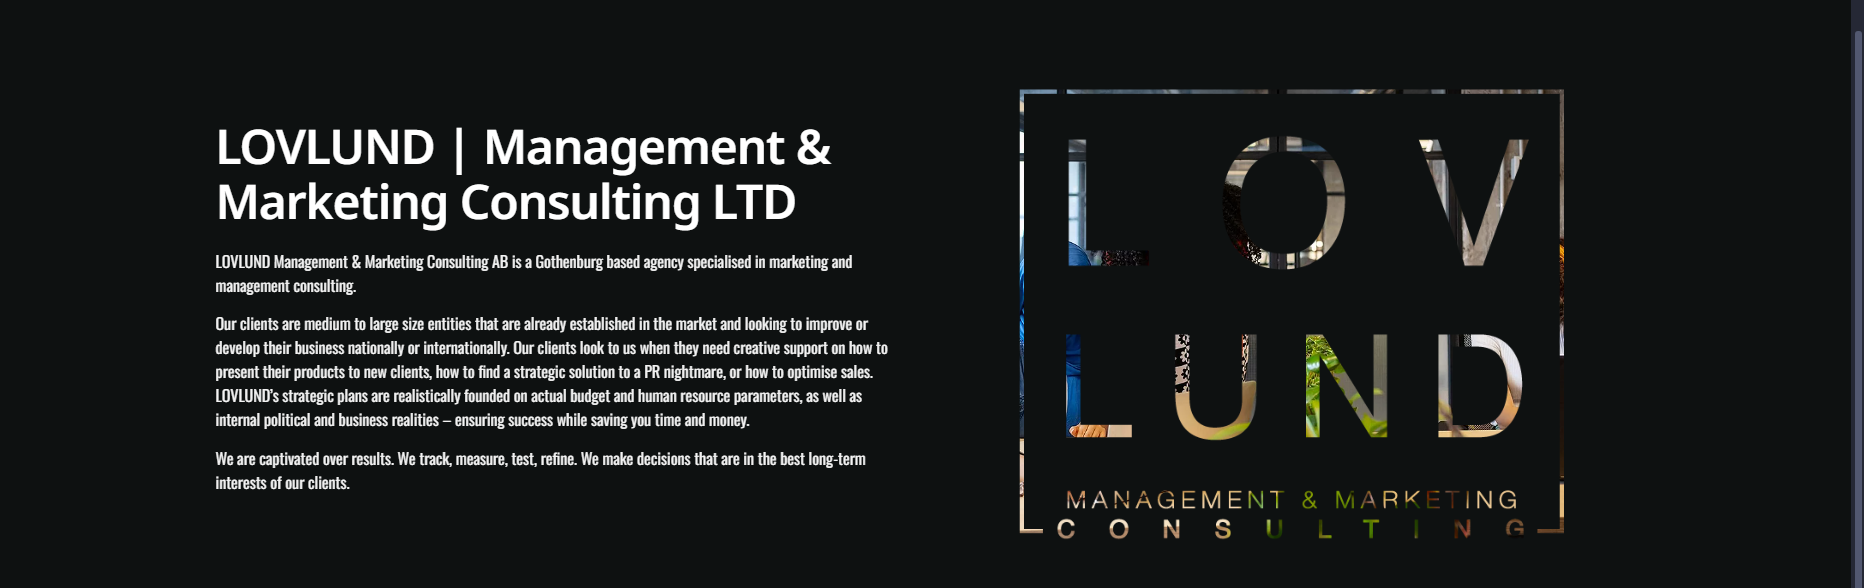 LOVLUND | Management &
Marketing Consulting LTD
LOVLUND Management & Marketing Consulting AB is a Gothenburg based agency specialised in marketing and
management consulting.
Our clients are medium to large size entities that are already established in the market and looking to improve or
develop their business nationally or internationally. Our clients look to us when they need creative support on how to
present their products to new clients, how to find a strategic solution to a PR nightmare, or how to optimise sales.
LOVLUND’s strategic plans are realistically founded on actual budget and human resource parameters, as well as
internal political and business realities – ensuring success while saving you time and money.
We are captivated over results. We track, measure, test, refine. We make decisions that are in the best long-term
interests of our clients.
LOV
LUND
MANAGEMENT & MARKETING
CONSULTING